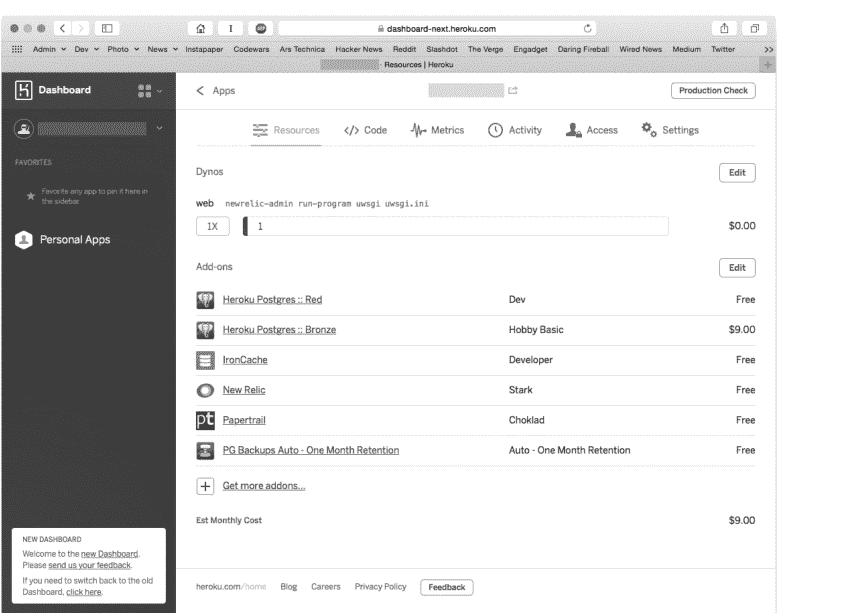 dashboard-next.heroku.com
Admin Dev Photo News Instapaper Codewars Ars Technica Hacker News Reddit Slashdot The Verge Engadget Daring Fireball Wired News Medium Twitter >>
- Resources | Heroku +
Dashboard
Apps
Production Check
Resources </> Code Metrics Activity Access Settings
FAVORITES
Favorite any app to pin it here in
the sidebar
Personal Apps
Dynos Edit
web newrelic-admin run-program uwsgi uwsgi.ini
1X 1 $0.00
Add-ons Edit
Heroku Postgres :: Red Dev Free
Heroku Postgres :: Bronze Hobby Basic $9.00
IronCache Developer Free
New Relic Stark Free
pt Papertrail Choklad Free
PG Backups Auto - One Month Retention Auto - One Month Retention Free
+ Get more addons...
Est Monthly Cost $9.00
NEW DASHBOARD
Welcome to the new Dashboard.
Please send us your feedback.
If you need to switch back to the old
Dashboard, click here.
heroku.com/home Blog Careers Privacy Policy Feedback